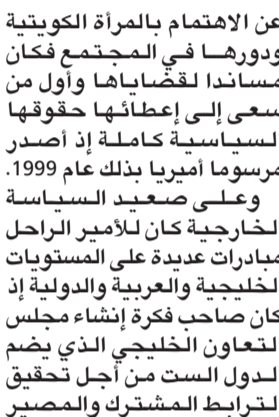 عن الاهتمام بالمرأة الكويتية
ودورها في المجتمع فكان
مساندا لقضاياها وأول من
سعى إلى إعطائها حقوقها
السياسية كاملة إذ أصدر
مرسوما أميريا بذلك عام 1999.
وعلى صعيد السياسة
الخارجية كان للأمير الراحل
مبادرات عديدة على المستويات
الخليجية والعربية والدولية إذ
كان صاحب فكرة إنشاء مجلس
التعاون الخليجي الذي يضم
الدول الست من أجل تحقيق
الترابط المشترك والمصير